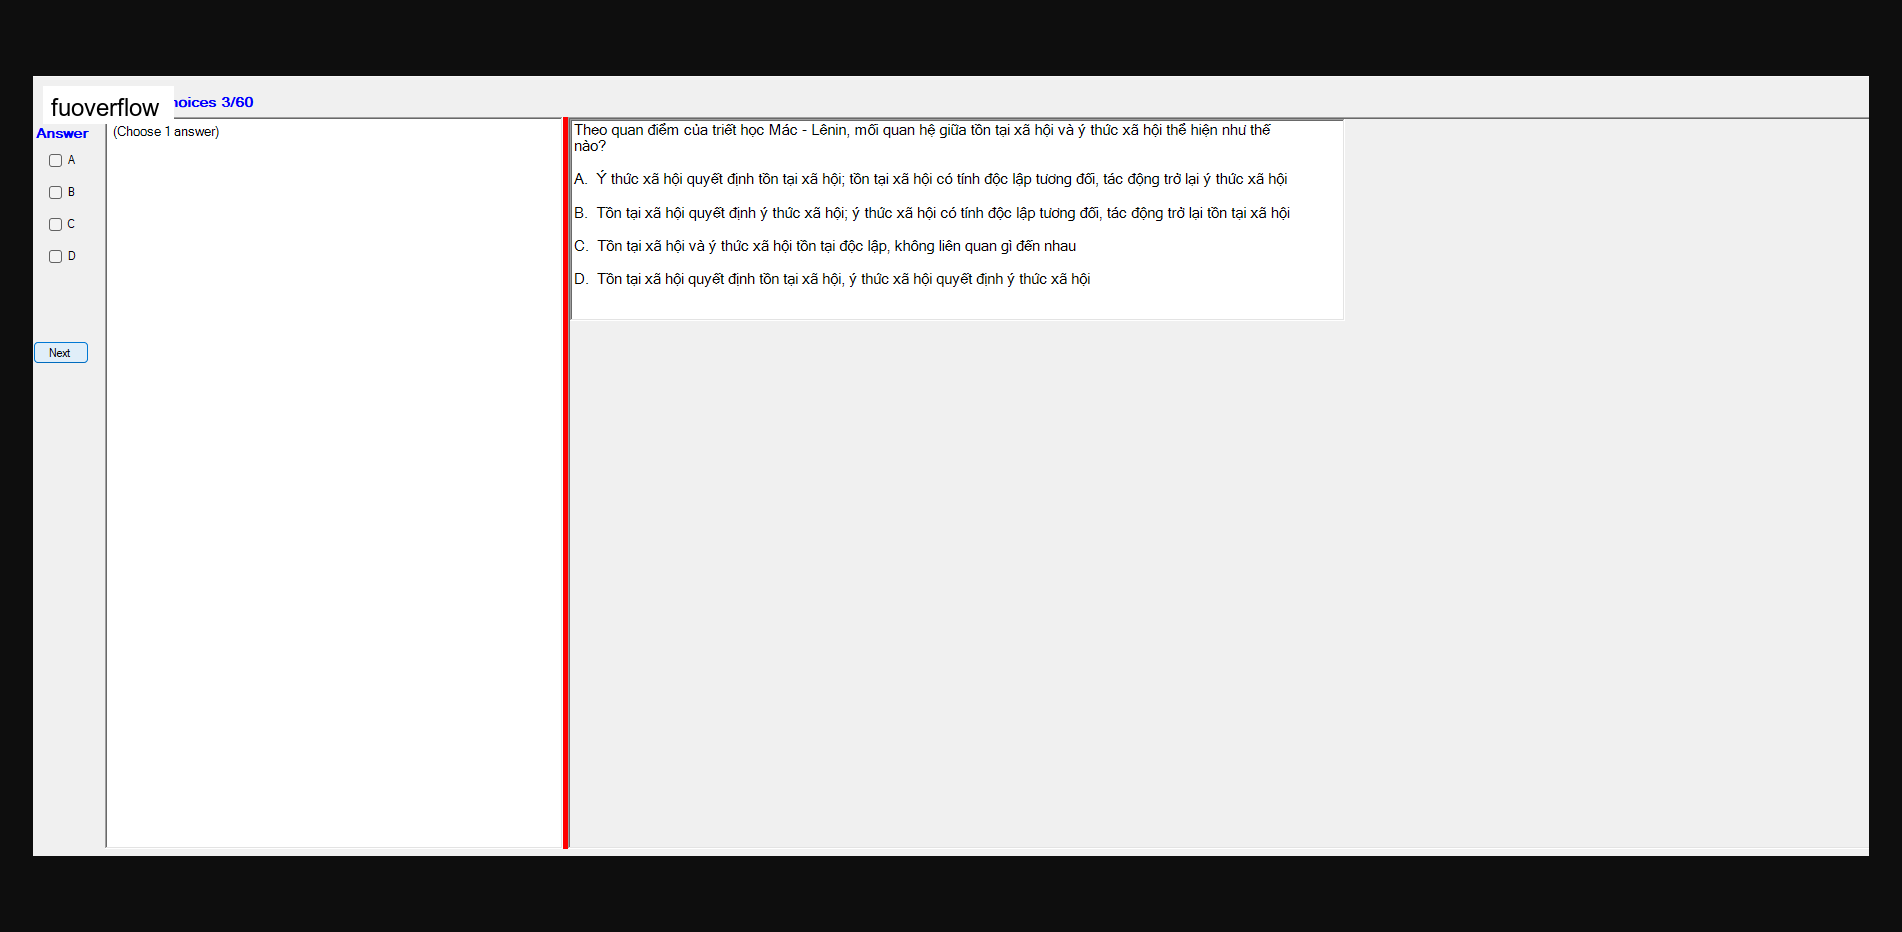 fuoverflow
hoices 3/60
Answer
(Choose 1 answer)
A
B
C
D
Next
Theo quan điểm của triết học Mác - Lênin, mối quan hệ giữa tồn tại xã hội và ý thức xã hội thể hiện như thế
nào?
A. Ý thức xã hội quyết định tồn tại xã hội; tồn tại xã hội có tính độc lập tương đối, tác động trở lại ý thức xã hội
B. Tồn tại xã hội quyết định ý thức xã hội; ý thức xã hội có tính độc lập tương đối, tác động trở lại tồn tại xã hội
C. Tồn tại xã hội và ý thức xã hội tồn tại độc lập, không liên quan gì đến nhau
D. Tồn tại xã hội quyết định tồn tại xã hội, ý thức xã hội quyết định ý thức xã hội